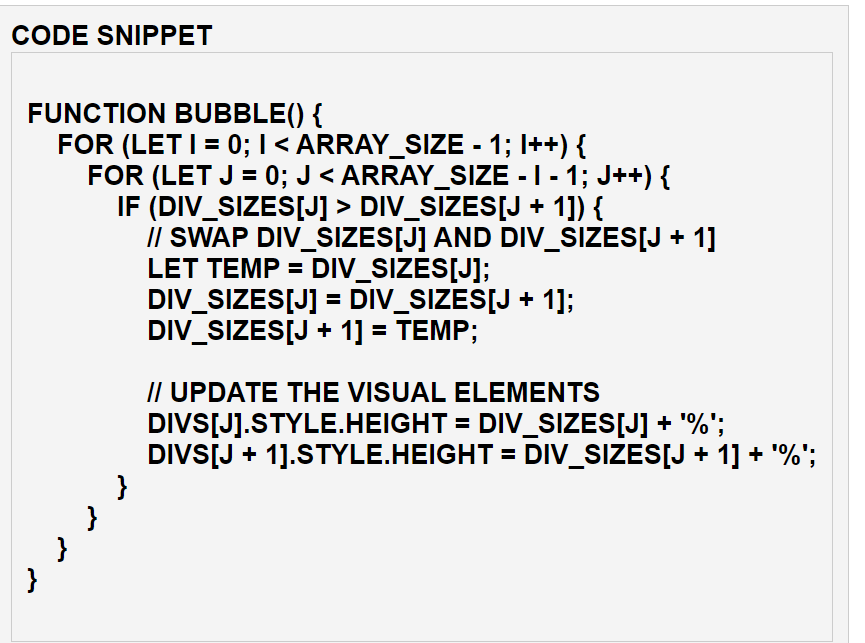 CODE SNIPPET
FUNCTION BUBBLE() {
FOR (LET I = 0; I < ARRAY_SIZE - 1; I++) {
FOR (LET J = 0; J < ARRAY_SIZE - I - 1; J++) {
IF (DIV_SIZES[J] > DIV_SIZES[J + 1]) {
// SWAP DIV_SIZES[J] AND DIV_SIZES[J + 1]
LET TEMP = DIV_SIZES[J];
DIV_SIZES[J] = DIV_SIZES[J + 1];
DIV_SIZES[J + 1] = TEMP;
// UPDATE THE VISUAL ELEMENTS
DIVS[J].STYLE.HEIGHT = DIV_SIZES[J] + '%';
DIVS[J + 1].STYLE.HEIGHT = DIV_SIZES[J + 1] + '%';
}
}
}
}